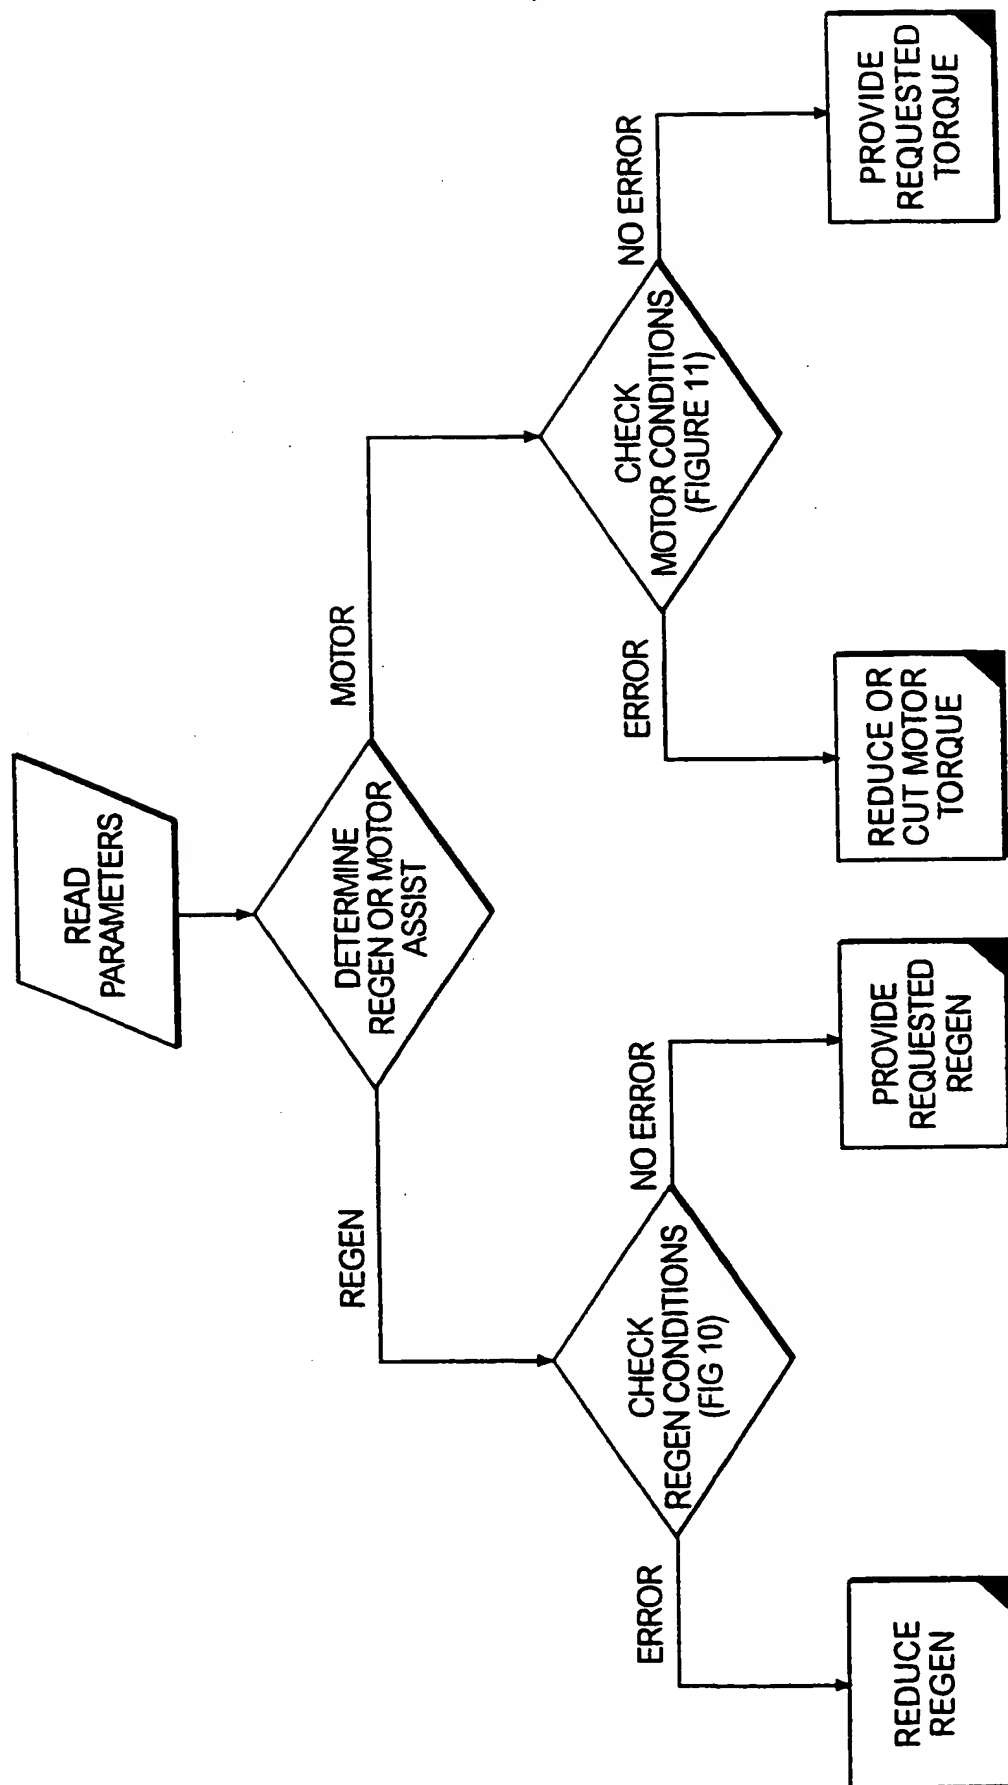 READ
PARAMETERS
DETERMINE
REGEN OR MOTOR
ASSIST
REGEN
MOTOR
CHECK
REGEN CONDITIONS
(FIG 10)
CHECK
MOTOR CONDITIONS
(FIGURE 11)
ERROR
NO ERROR
ERROR
NO ERROR
REDUCE
REGEN
PROVIDE
REQUESTED
REGEN
REDUCE OR
CUT MOTOR
TORQUE
PROVIDE
REQUESTED
TORQUE